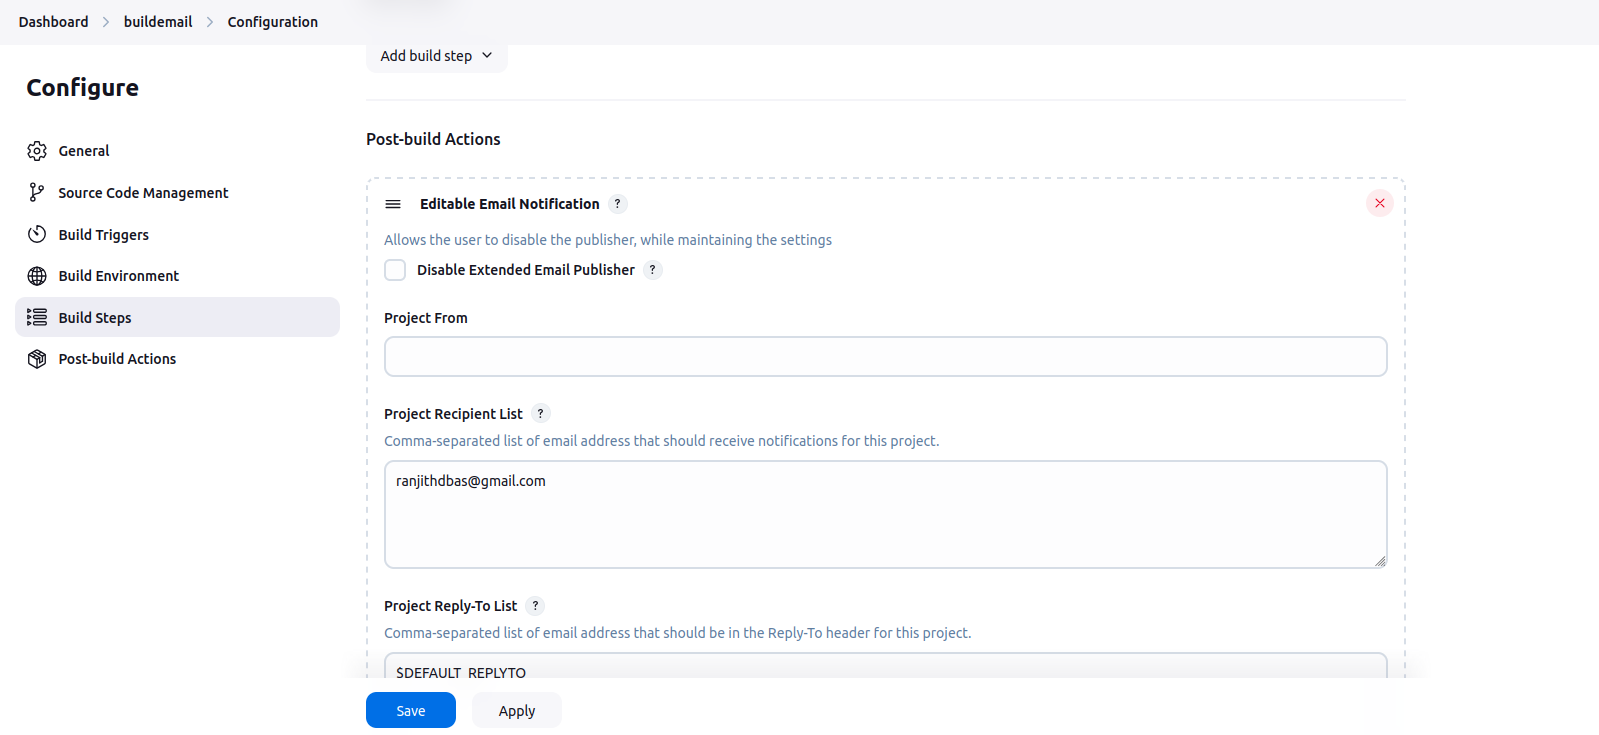 Dashboard > buildemail > Configuration
Add build step
Configure
General
Source Code Management
Build Triggers
Build Environment
Build Steps
Post-build Actions
Post-build Actions
Editable Email Notification ?
Allows the user to disable the publisher, while maintaining the settings
Disable Extended Email Publisher ?
Project From
Project Recipient List ?
Comma-separated list of email address that should receive notifications for this project.
ranjithdbas@gmail.com
Project Reply-To List ?
Comma-separated list of email address that should be in the Reply-To header for this project.
$DEFAULT_REPLYTO
Save
Apply